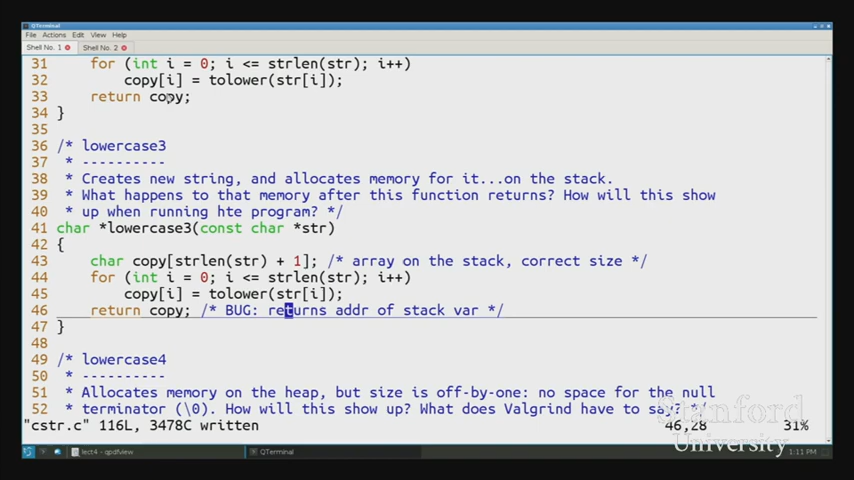 QTerminal
File Actions Edit View Help
Shell No. 1 Shell No. 2
31 for (int i = 0; i <= strlen(str); i++)
32 copy[i] = tolower(str[i]);
33 return copy;
34 }
35
36 /* lowercase3
37 * ----------
38 * Creates new string, and allocates memory for it...on the stack.
39 * What happens to that memory after this function returns? How will this show
40 * up when running hte program? */
41 char *lowercase3(const char *str)
42 {
43 char copy[strlen(str) + 1]; /* array on the stack, correct size */
44 for (int i = 0; i <= strlen(str); i++)
45 copy[i] = tolower(str[i]);
46 return copy; /* BUG: returns addr of stack var */
47 }
48
49 /* lowercase4
50 * ----------
51 * Allocates memory on the heap, but size is off-by-one: no space for the null
52 * terminator (\0). How will this show up? What does Valgrind have to say? */
"cstr.c" 116L, 3478C written 46,28 31%
Stanford
University
lect4 - qpdfview QTerminal 1:11 PM